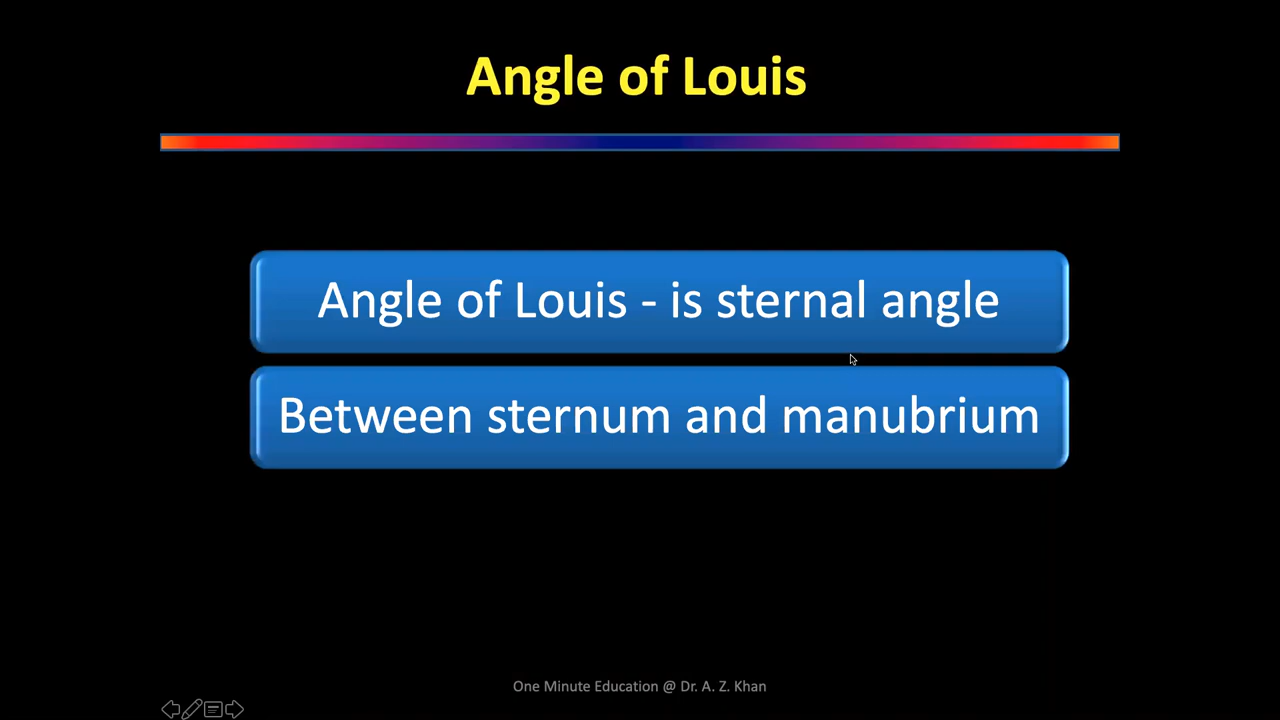 Angle of Louis
Angle of Louis - is sternal angle
Between sternum and manubrium
One Minute Education @ Dr. A. Z. Khan